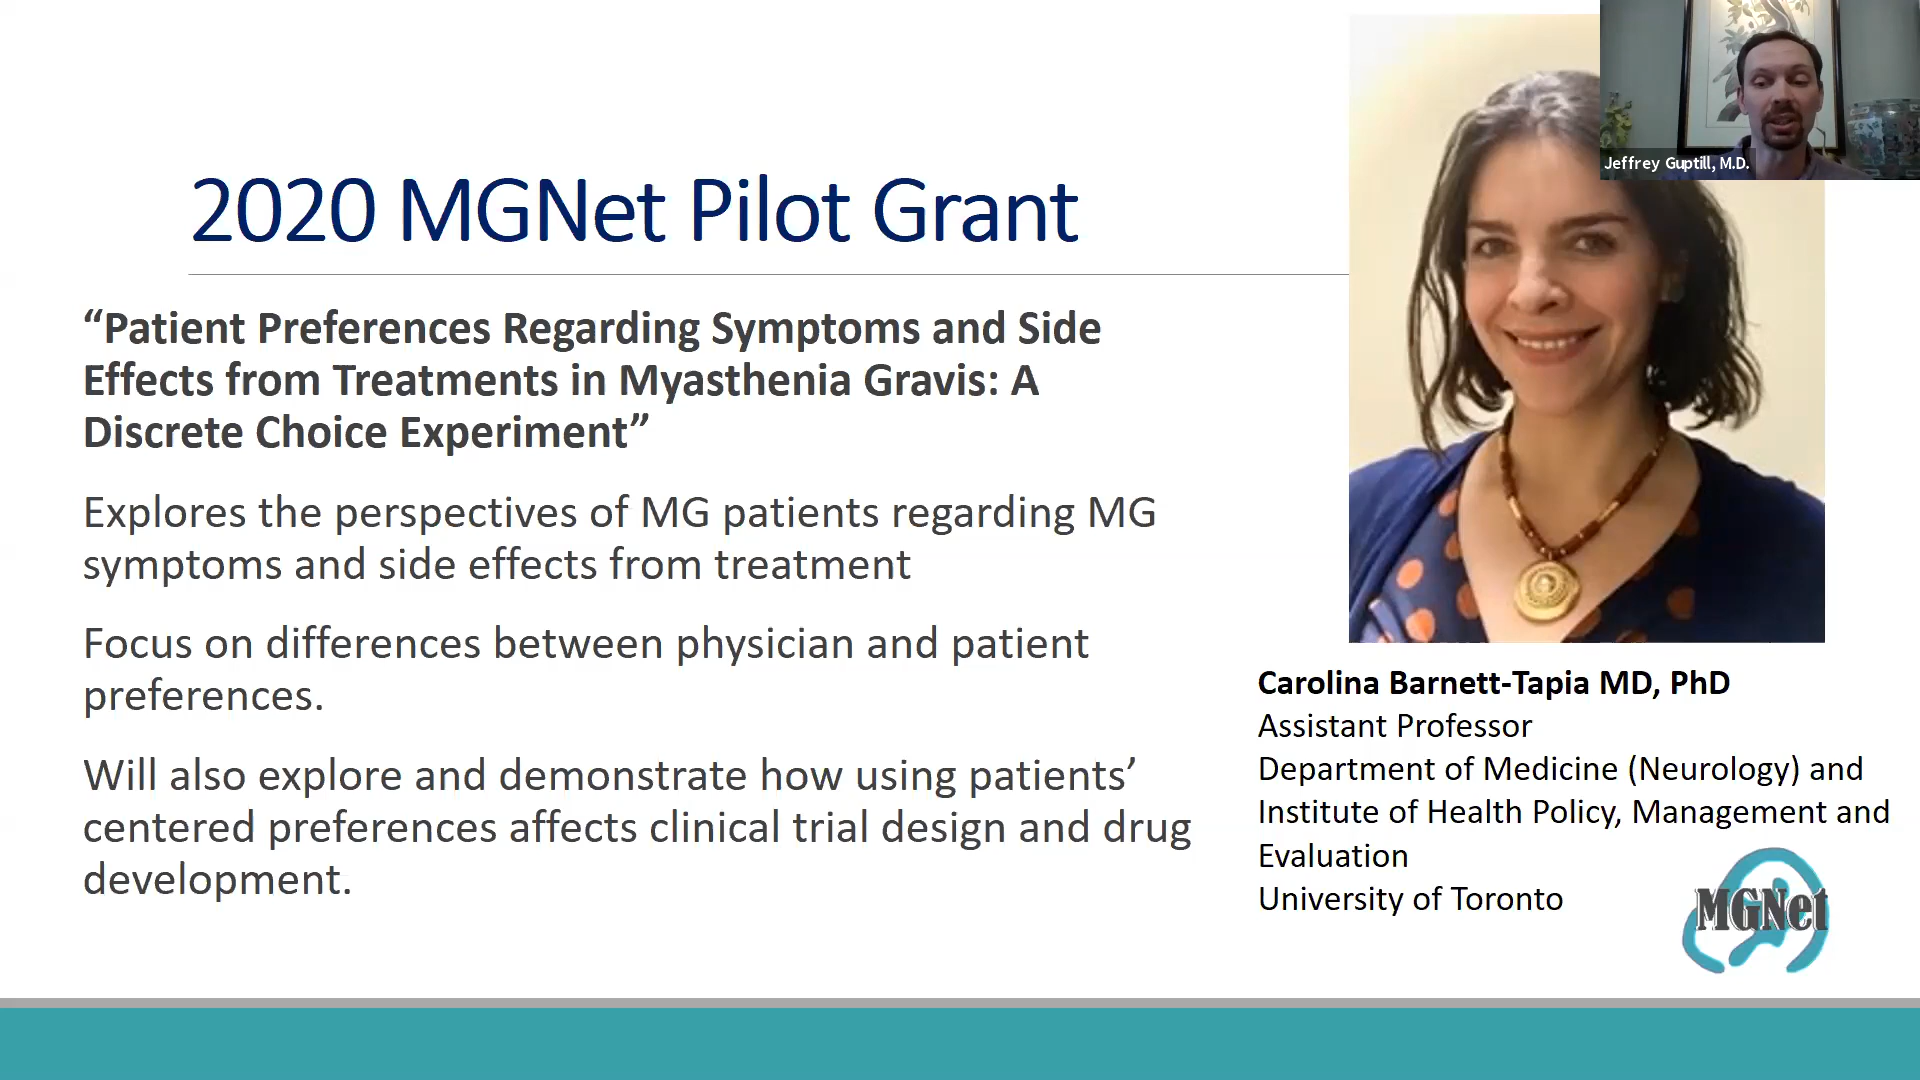 Jeffrey Guptill, M.D.
2020 MGNet Pilot Grant
“Patient Preferences Regarding Symptoms and Side
Effects from Treatments in Myasthenia Gravis: A
Discrete Choice Experiment”
Explores the perspectives of MG patients regarding MG
symptoms and side effects from treatment
Focus on differences between physician and patient
preferences.
Will also explore and demonstrate how using patients’
centered preferences affects clinical trial design and drug
development.
Carolina Barnett-Tapia MD, PhD
Assistant Professor
Department of Medicine (Neurology) and
Institute of Health Policy, Management and
Evaluation
University of Toronto
MGNet